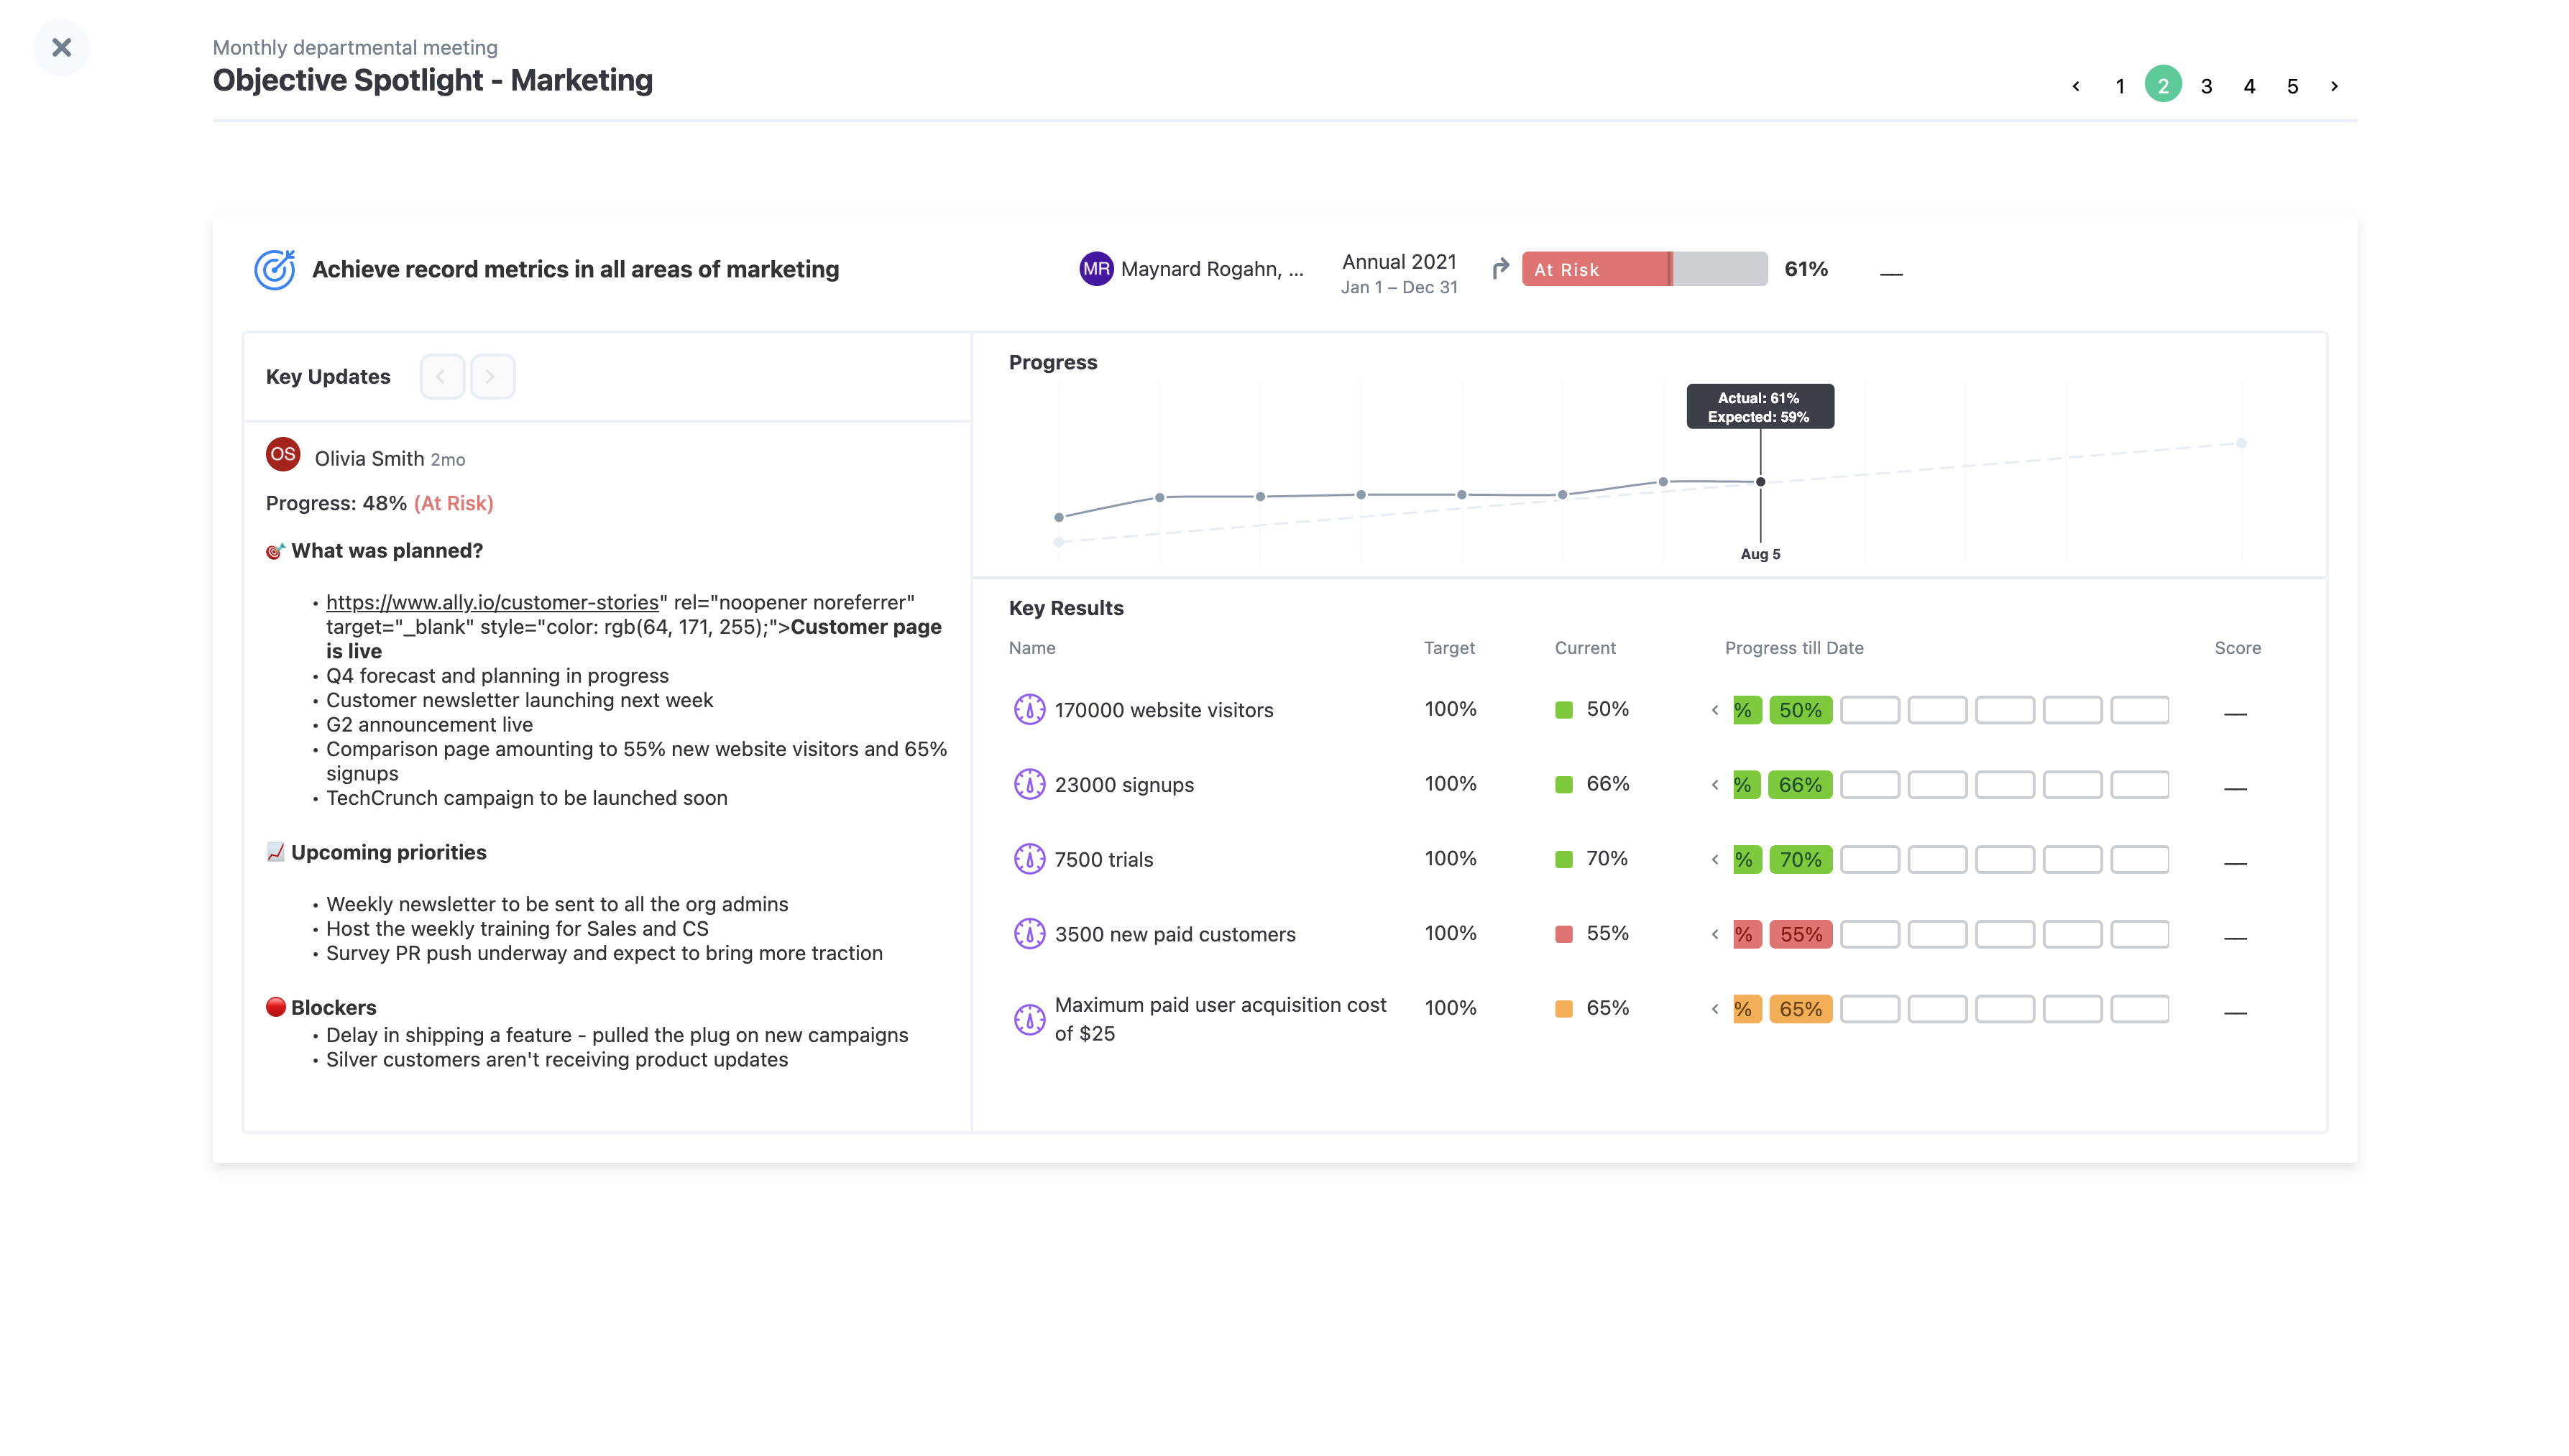 Monthly departmental meeting
Objective Spotlight - Marketing
‹ 1 2 3 4 5 ›
Achieve record metrics in all areas of marketing
MR Maynard Rogahn, ...
Annual 2021
Jan 1 – Dec 31
At Risk
61%
Key Updates
OS Olivia Smith 2mo
Progress: 48% (At Risk)
🎯 What was planned?
• https://www.ally.io/customer-stories" rel="noopener noreferrer"
target="_blank" style="color: rgb(64, 171, 255);">Customer page
is live
• Q4 forecast and planning in progress
• Customer newsletter launching next week
• G2 announcement live
• Comparison page amounting to 55% new website visitors and 65%
signups
• TechCrunch campaign to be launched soon
📈 Upcoming priorities
• Weekly newsletter to be sent to all the org admins
• Host the weekly training for Sales and CS
• Survey PR push underway and expect to bring more traction
🔴 Blockers
• Delay in shipping a feature - pulled the plug on new campaigns
• Silver customers aren't receiving product updates
Progress
Actual: 61%
Expected: 59%
Aug 5
Key Results
Name Target Current Progress till Date Score
170000 website visitors 100% 50% ‹ % 50% —
23000 signups 100% 66% ‹ % 66% —
7500 trials 100% 70% ‹ % 70% —
3500 new paid customers 100% 55% ‹ % 55% —
Maximum paid user acquisition cost 100% 65% ‹ % 65% —
of $25